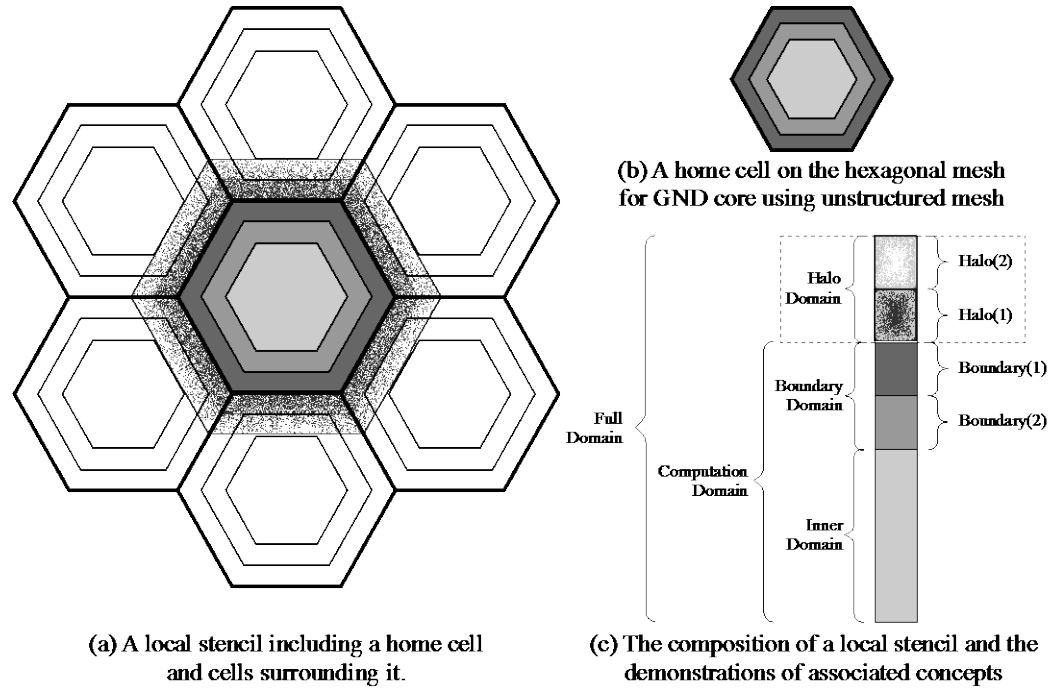 (b) A home cell on the hexagonal mesh
for GND core using unstructured mesh
Halo
Domain
Halo(2)
Halo(1)
Boundary
Domain
Boundary(1)
Boundary(2)
Full
Domain
Computation
Domain
Inner
Domain
(a) A local stencil including a home cell
and cells surrounding it.
(c) The composition of a local stencil and the
demonstrations of associated concepts